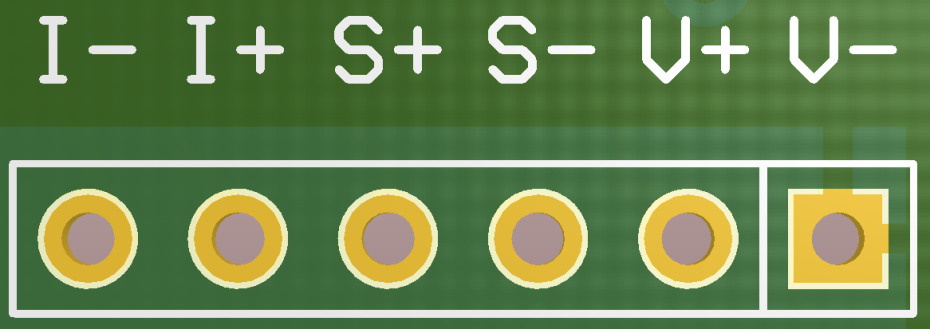 I- I+ S+ S- V+ V-